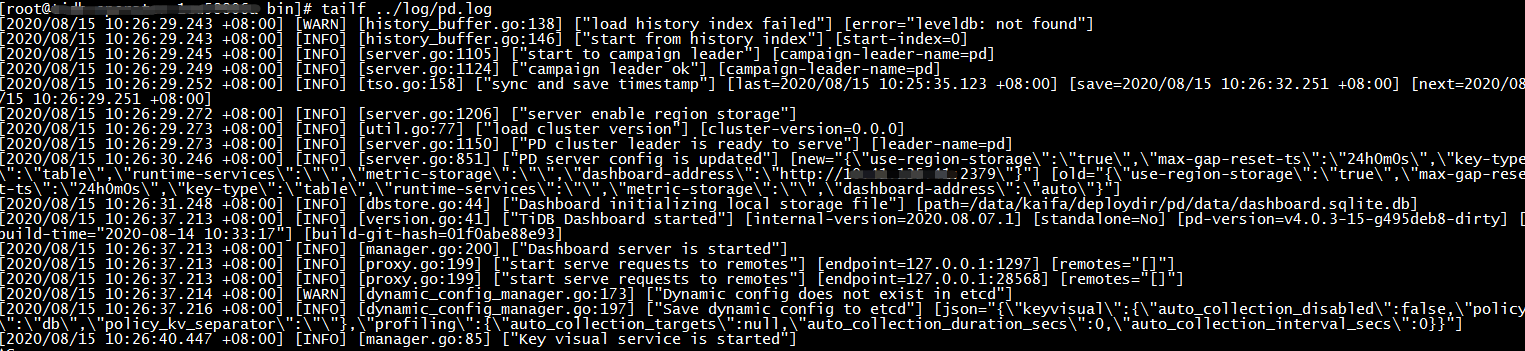 [root@ bin]# tailf ../log/pd.log
[2020/08/15 10:26:29.243 +08:00] [WARN] [history_buffer.go:138] ["load history index failed"] [error="leveldb: not found"]
[2020/08/15 10:26:29.243 +08:00] [INFO] [history_buffer.go:146] ["start from history index"] [start-index=0]
[2020/08/15 10:26:29.245 +08:00] [INFO] [server.go:1105] ["start to campaign leader"] [campaign-leader-name=pd]
[2020/08/15 10:26:29.249 +08:00] [INFO] [server.go:1124] ["campaign leader ok"] [campaign-leader-name=pd]
[2020/08/15 10:26:29.252 +08:00] [INFO] [tso.go:158] ["sync and save timestamp"] [last=2020/08/15 10:25:35.123 +08:00] [save=2020/08/15 10:26:32.251 +08:00] [next=2020/08
/15 10:26:29.251 +08:00]
[2020/08/15 10:26:29.272 +08:00] [INFO] [server.go:1206] ["server enable region storage"]
[2020/08/15 10:26:29.273 +08:00] [INFO] [util.go:77] ["load cluster version"] [cluster-version=0.0.0]
[2020/08/15 10:26:29.273 +08:00] [INFO] [server.go:1150] ["PD cluster leader is ready to serve"] [leader-name=pd]
[2020/08/15 10:26:30.246 +08:00] [INFO] [server.go:851] ["PD server config is updated"] [new="{\"use-region-storage\":\"true\",\"max-gap-reset-ts\":\"24h0m0s\",\"key-type
\":\"table\",\"runtime-services\":\"\",\"metric-storage\":\"\",\"dashboard-address\":\"http://1 :2379\"}"] [old="{\"use-region-storage\":\"true\",\"max-gap-rese
t-ts\":\"24h0m0s\",\"key-type\":\"table\",\"runtime-services\":\"\",\"metric-storage\":\"\",\"dashboard-address\":\"auto\"}"]
[2020/08/15 10:26:31.248 +08:00] [INFO] [dbstore.go:44] ["Dashboard initializing local storage file"] [path=/data/kaifa/deploydir/pd/data/dashboard.sqlite.db]
[2020/08/15 10:26:37.213 +08:00] [INFO] [version.go:41] ["TiDB Dashboard started"] [internal-version=2020.08.07.1] [standalone=No] [pd-version=v4.0.3-15-g495deb8-dirty] [
build-time="2020-08-14 10:33:17"] [build-git-hash=01f0abe88e93]
[2020/08/15 10:26:37.213 +08:00] [INFO] [manager.go:200] ["Dashboard server is started"]
[2020/08/15 10:26:37.213 +08:00] [INFO] [proxy.go:199] ["start serve requests to remotes"] [endpoint=127.0.0.1:1297] [remotes="[]"]
[2020/08/15 10:26:37.213 +08:00] [INFO] [proxy.go:199] ["start serve requests to remotes"] [endpoint=127.0.0.1:28568] [remotes="[]"]
[2020/08/15 10:26:37.214 +08:00] [WARN] [dynamic_config_manager.go:173] ["Dynamic config does not exist in etcd"]
[2020/08/15 10:26:37.216 +08:00] [INFO] [dynamic_config_manager.go:197] ["Save dynamic config to etcd"] [json="{\"keyvisual\":{\"auto_collection_disabled\":false,\"policy
\":\"db\",\"policy_kv_separator\":\"\"},\"profiling\":{\"auto_collection_targets\":null,\"auto_collection_duration_secs\":0,\"auto_collection_interval_secs\":0}}"]
[2020/08/15 10:26:40.447 +08:00] [INFO] [manager.go:85] ["Key visual service is started"]